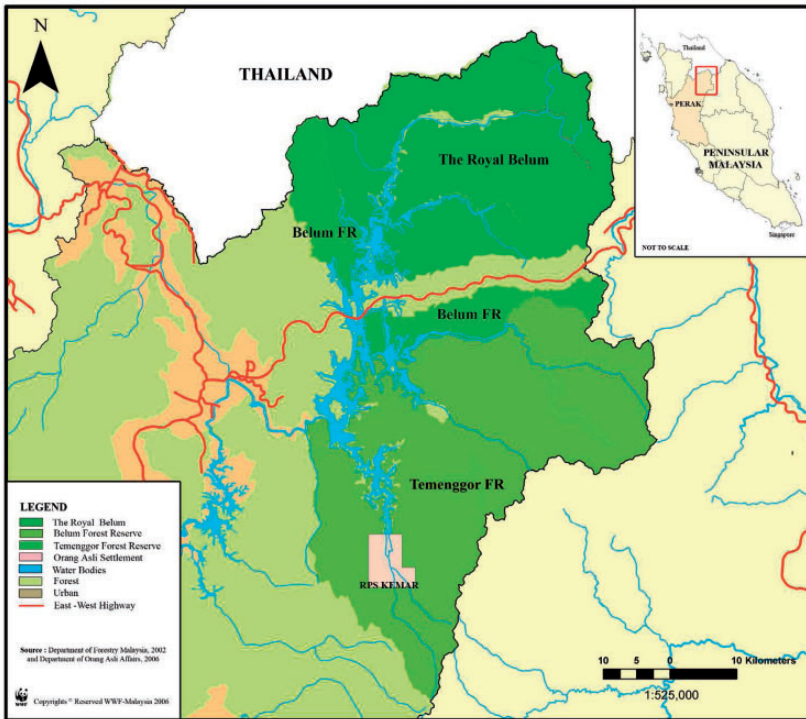 N
THAILAND
The Royal Belum
Belum FR
Belum FR
Temenggor FR
RPS KEMAR
Thailand
PERAK
PENINSULAR
MALAYSIA
Singapore
NOT TO SCALE
LEGEND
The Royal Belum
Belum Forest Reserve
Temenggor Forest Reserve
Orang Asli Settlement
Water Bodies
Forest
Urban
East -West Highway
Source : Department of Forestry Malaysia, 2002
and Department of Orang Asli Affairs, 2006
WWF
Copyrights © Reserved WWF-Malaysia 2006
10 5 0 10 Kilometers
1:525,000